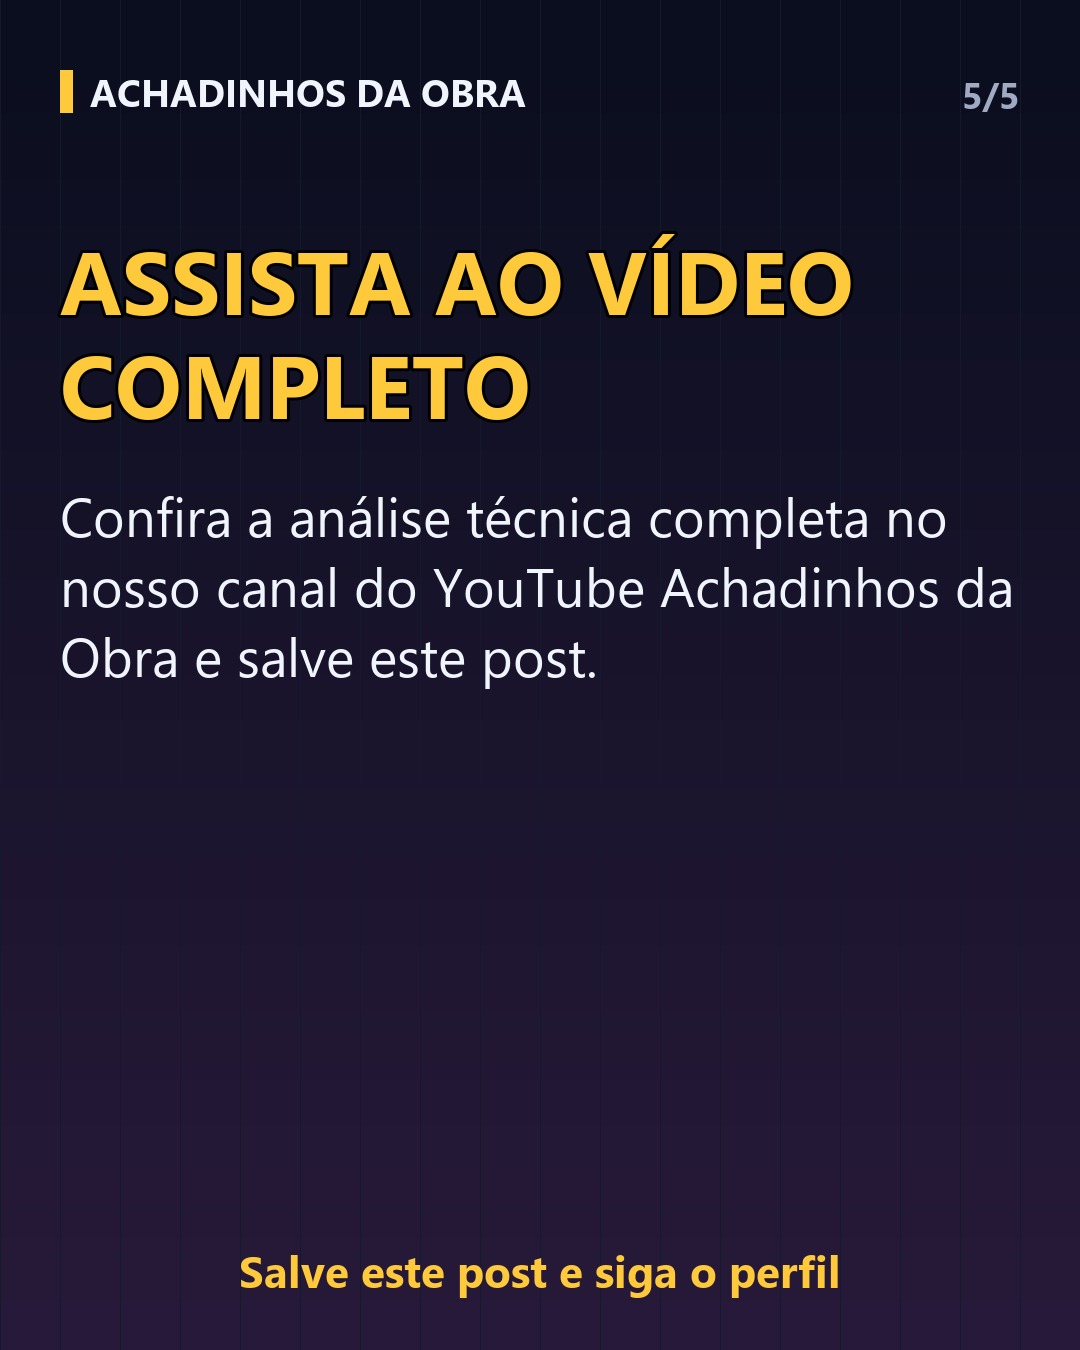 ACHADINHOS DA OBRA
5/5
ASSISTA AO VÍDEO
COMPLETO
Confira a análise técnica completa no
nosso canal do YouTube Achadinhos da
Obra e salve este post.
Salve este post e siga o perfil